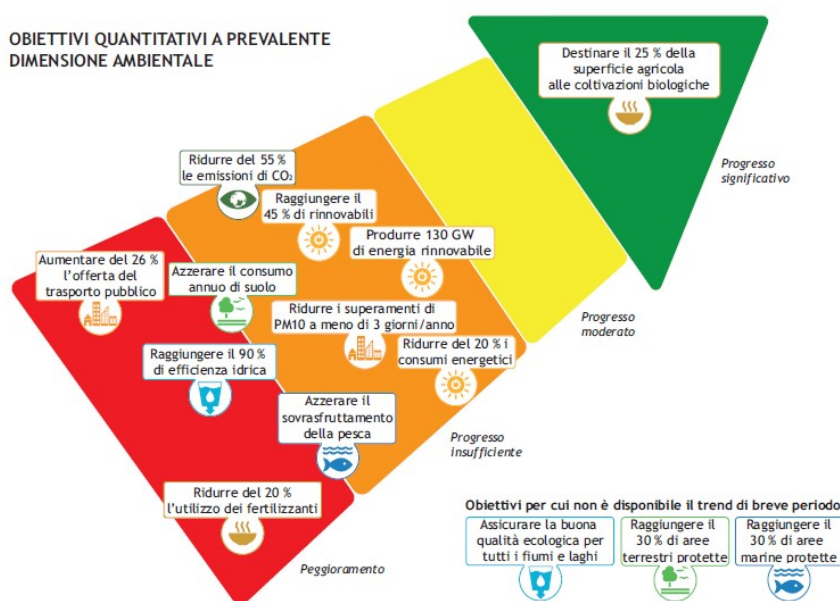 OBIETTIVI QUANTITATIVI A PREVALENTE
DIMENSIONE AMBIENTALE
Destinare il 25 % della
superficie agricola
alle coltivazioni biologiche
Progresso
significativo
Ridurre del 55 %
le emissioni di CO₂
Raggiungere il
45 % di rinnovabili
Produrre 130 GW
di energia rinnovabile
Aumentare del 26 %
l'offerta del
trasporto pubblico
Azzerare il consumo
annuo di suolo
Ridurre i superamenti di
PM10 a meno di 3 giorni/anno
Progresso
moderato
Raggiungere il 90 %
di efficienza idrica
Ridurre del 20 % i
consumi energetici
Azzerare il
sovrasfruttamento
della pesca
Progresso
insufficiente
Ridurre del 20 %
l'utilizzo dei fertilizzanti
Peggioramento
Obiettivi per cui non è disponibile il trend di breve periodo
Assicurare la buona
qualità ecologica per
tutti i fiumi e laghi
Raggiungere il
30 % di aree
terrestri protette
Raggiungere il
30 % di aree
marine protette